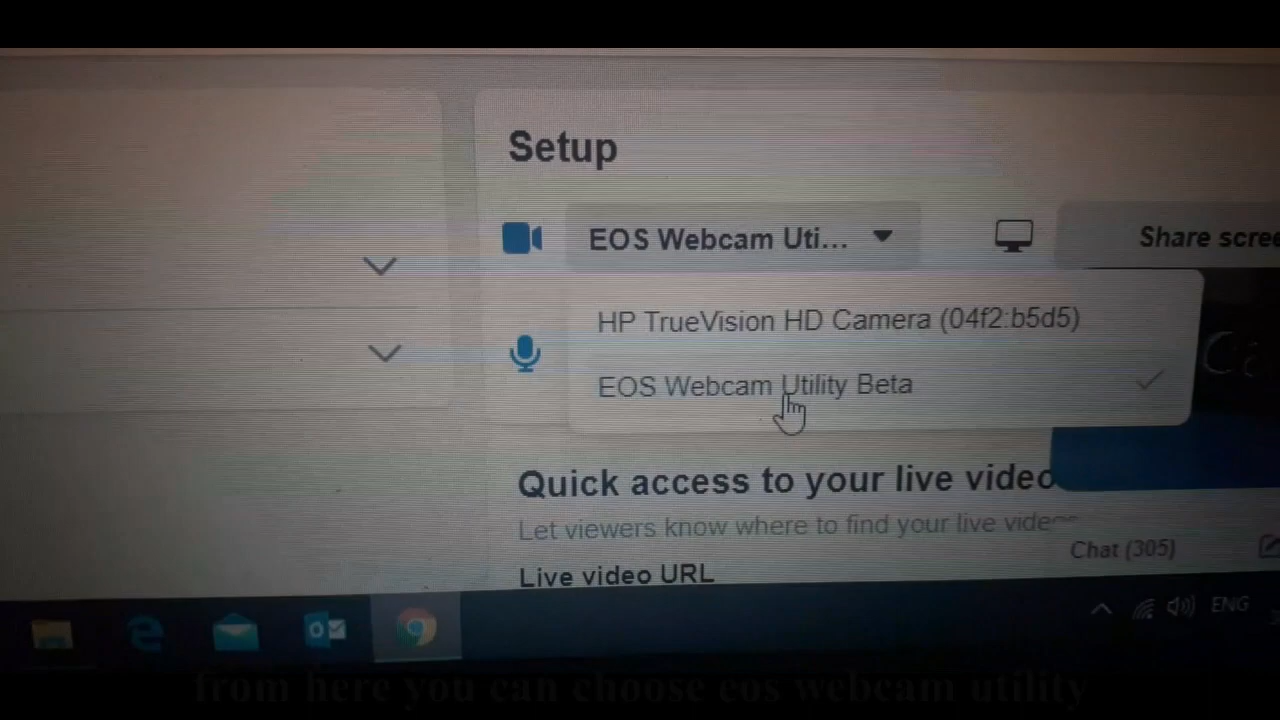 Setup
EOS Webcam Uti...
Share scree
HP TrueVision HD Camera (04f2:b5d5)
EOS Webcam Utility Beta
Quick access to your live video
Let viewers know where to find your live vide
Chat (305)
Live video URL
ENG
from here you can choose eos webcam utility